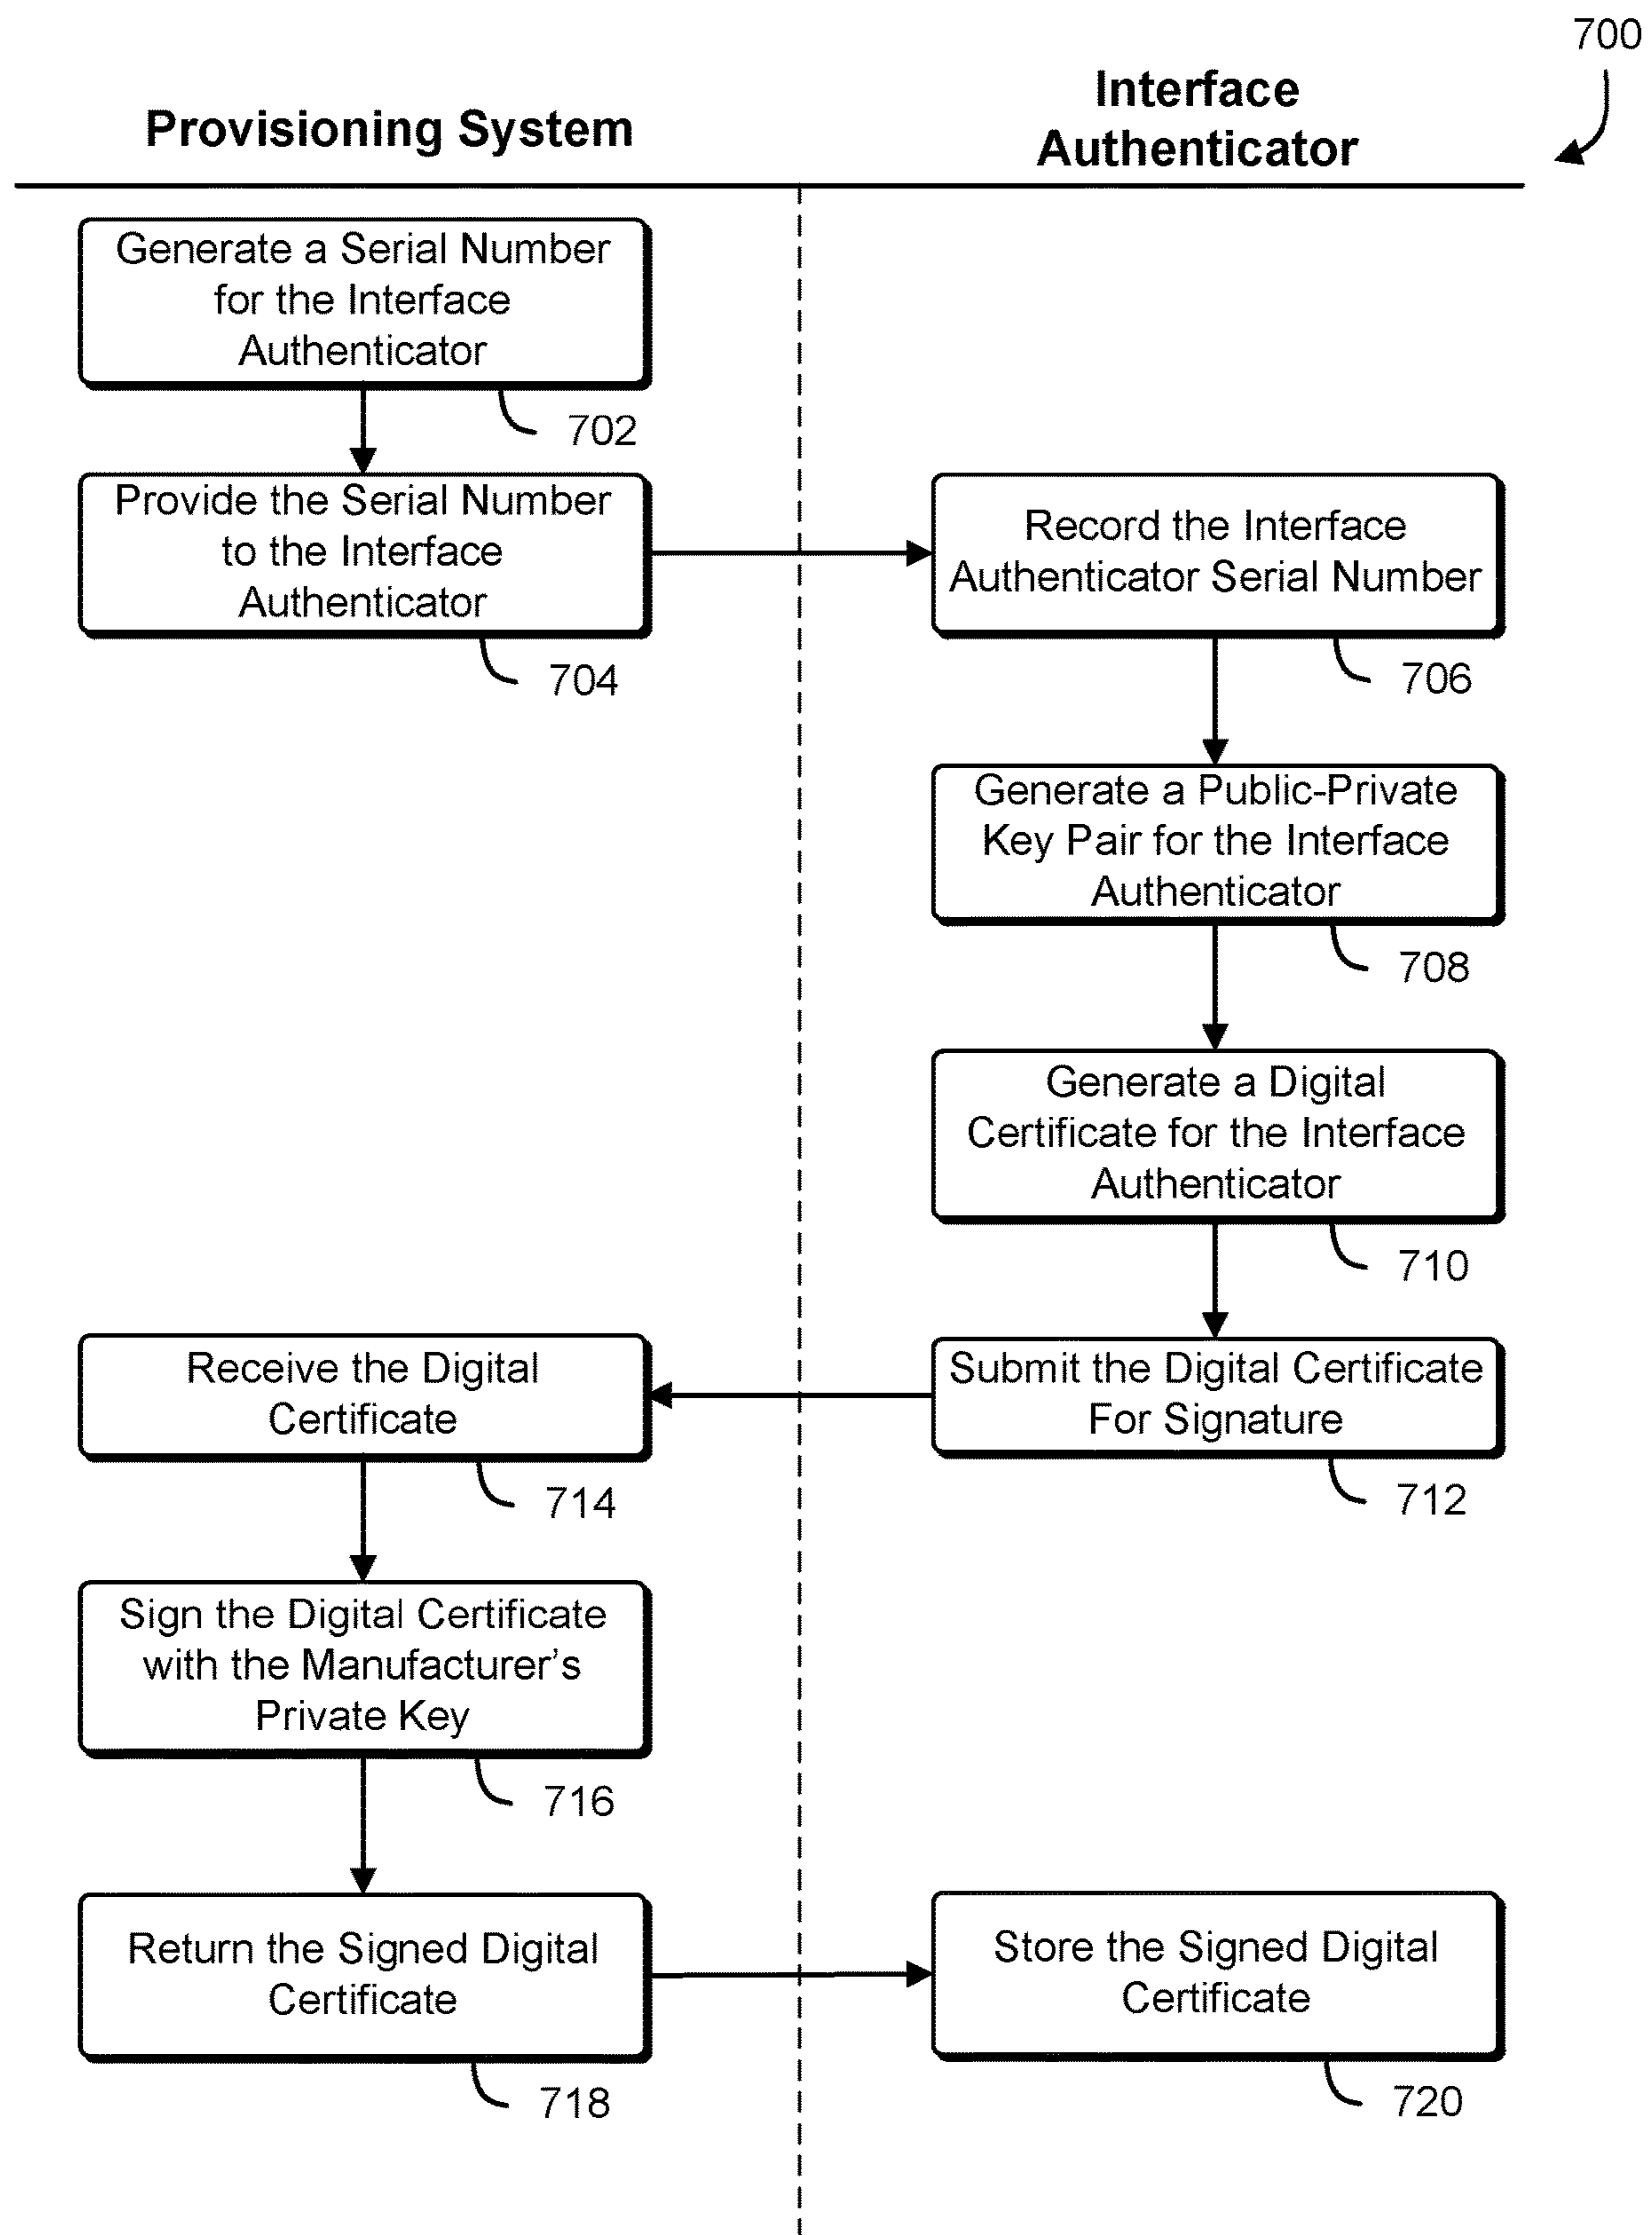 700
Provisioning System
Interface
Authenticator
Generate a Serial Number
for the Interface
Authenticator
702
Provide the Serial Number
to the Interface
Authenticator
704
Record the Interface
Authenticator Serial Number
706
Generate a Public-Private
Key Pair for the Interface
Authenticator
708
Generate a Digital
Certificate for the Interface
Authenticator
710
Submit the Digital Certificate
For Signature
712
Receive the Digital
Certificate
714
Sign the Digital Certificate
with the Manufacturer's
Private Key
716
Return the Signed Digital
Certificate
718
Store the Signed Digital
Certificate
720